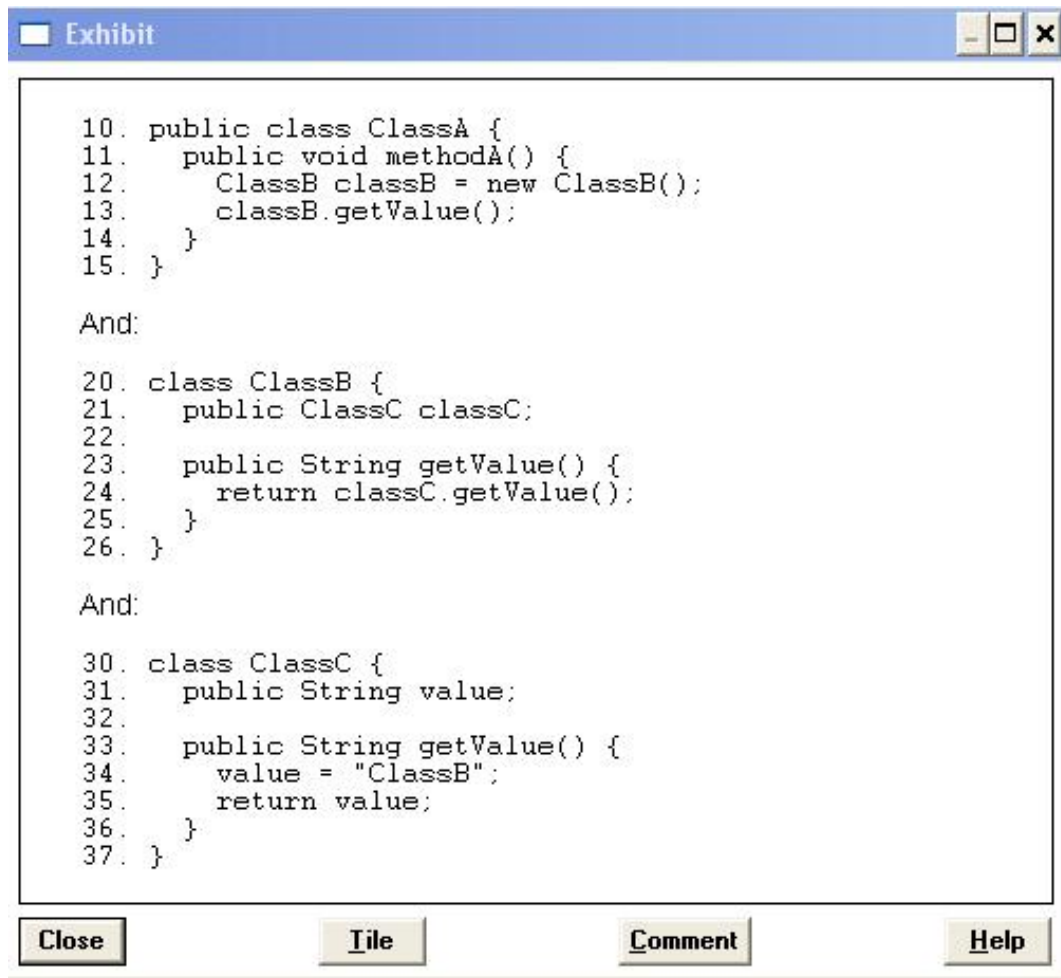 Exhibit
10. public class ClassA {
11.   public void methodA() {
12.     ClassB classB = new ClassB();
13.     classB.getValue();
14.   }
15. }
And:
20. class ClassB {
21.   public ClassC classC;
22.
23.   public String getValue() {
24.     return classC.getValue();
25.   }
26. }
And:
30. class ClassC {
31.   public String value;
32.
33.   public String getValue() {
34.     value = "ClassB";
35.     return value;
36.   }
37. }
Close Tile Comment Help